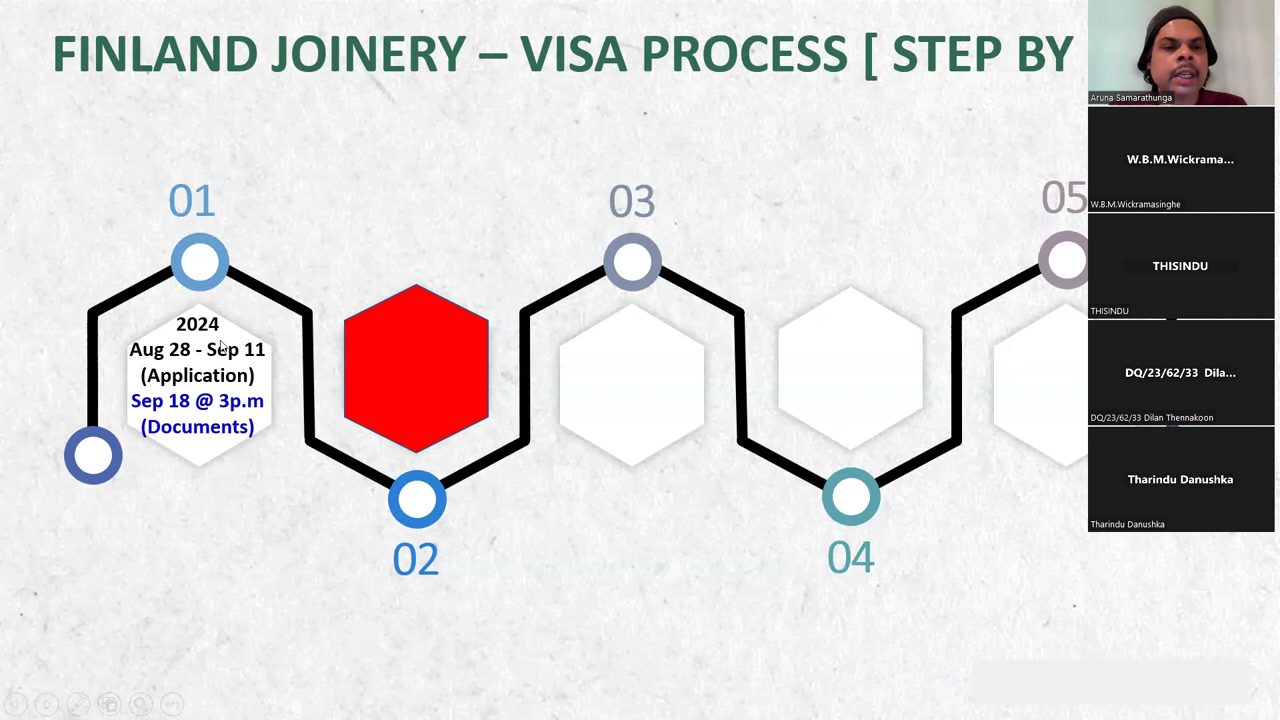 FINLAND JOINERY – VISA PROCESS [ STEP BY
01
03
05
2024
Aug 28 - Sep 11
(Application)
Sep 18 @ 3p.m
(Documents)
02
04
Aruna Samarathunga
W.B.M.Wickrama...
W.B.M.Wickramasinghe
THISINDU
THISINDU
DQ/23/62/33 Dila...
DQ/23/62/33 Dilan Thennakoon
Tharindu Danushka
Tharindu Danushka